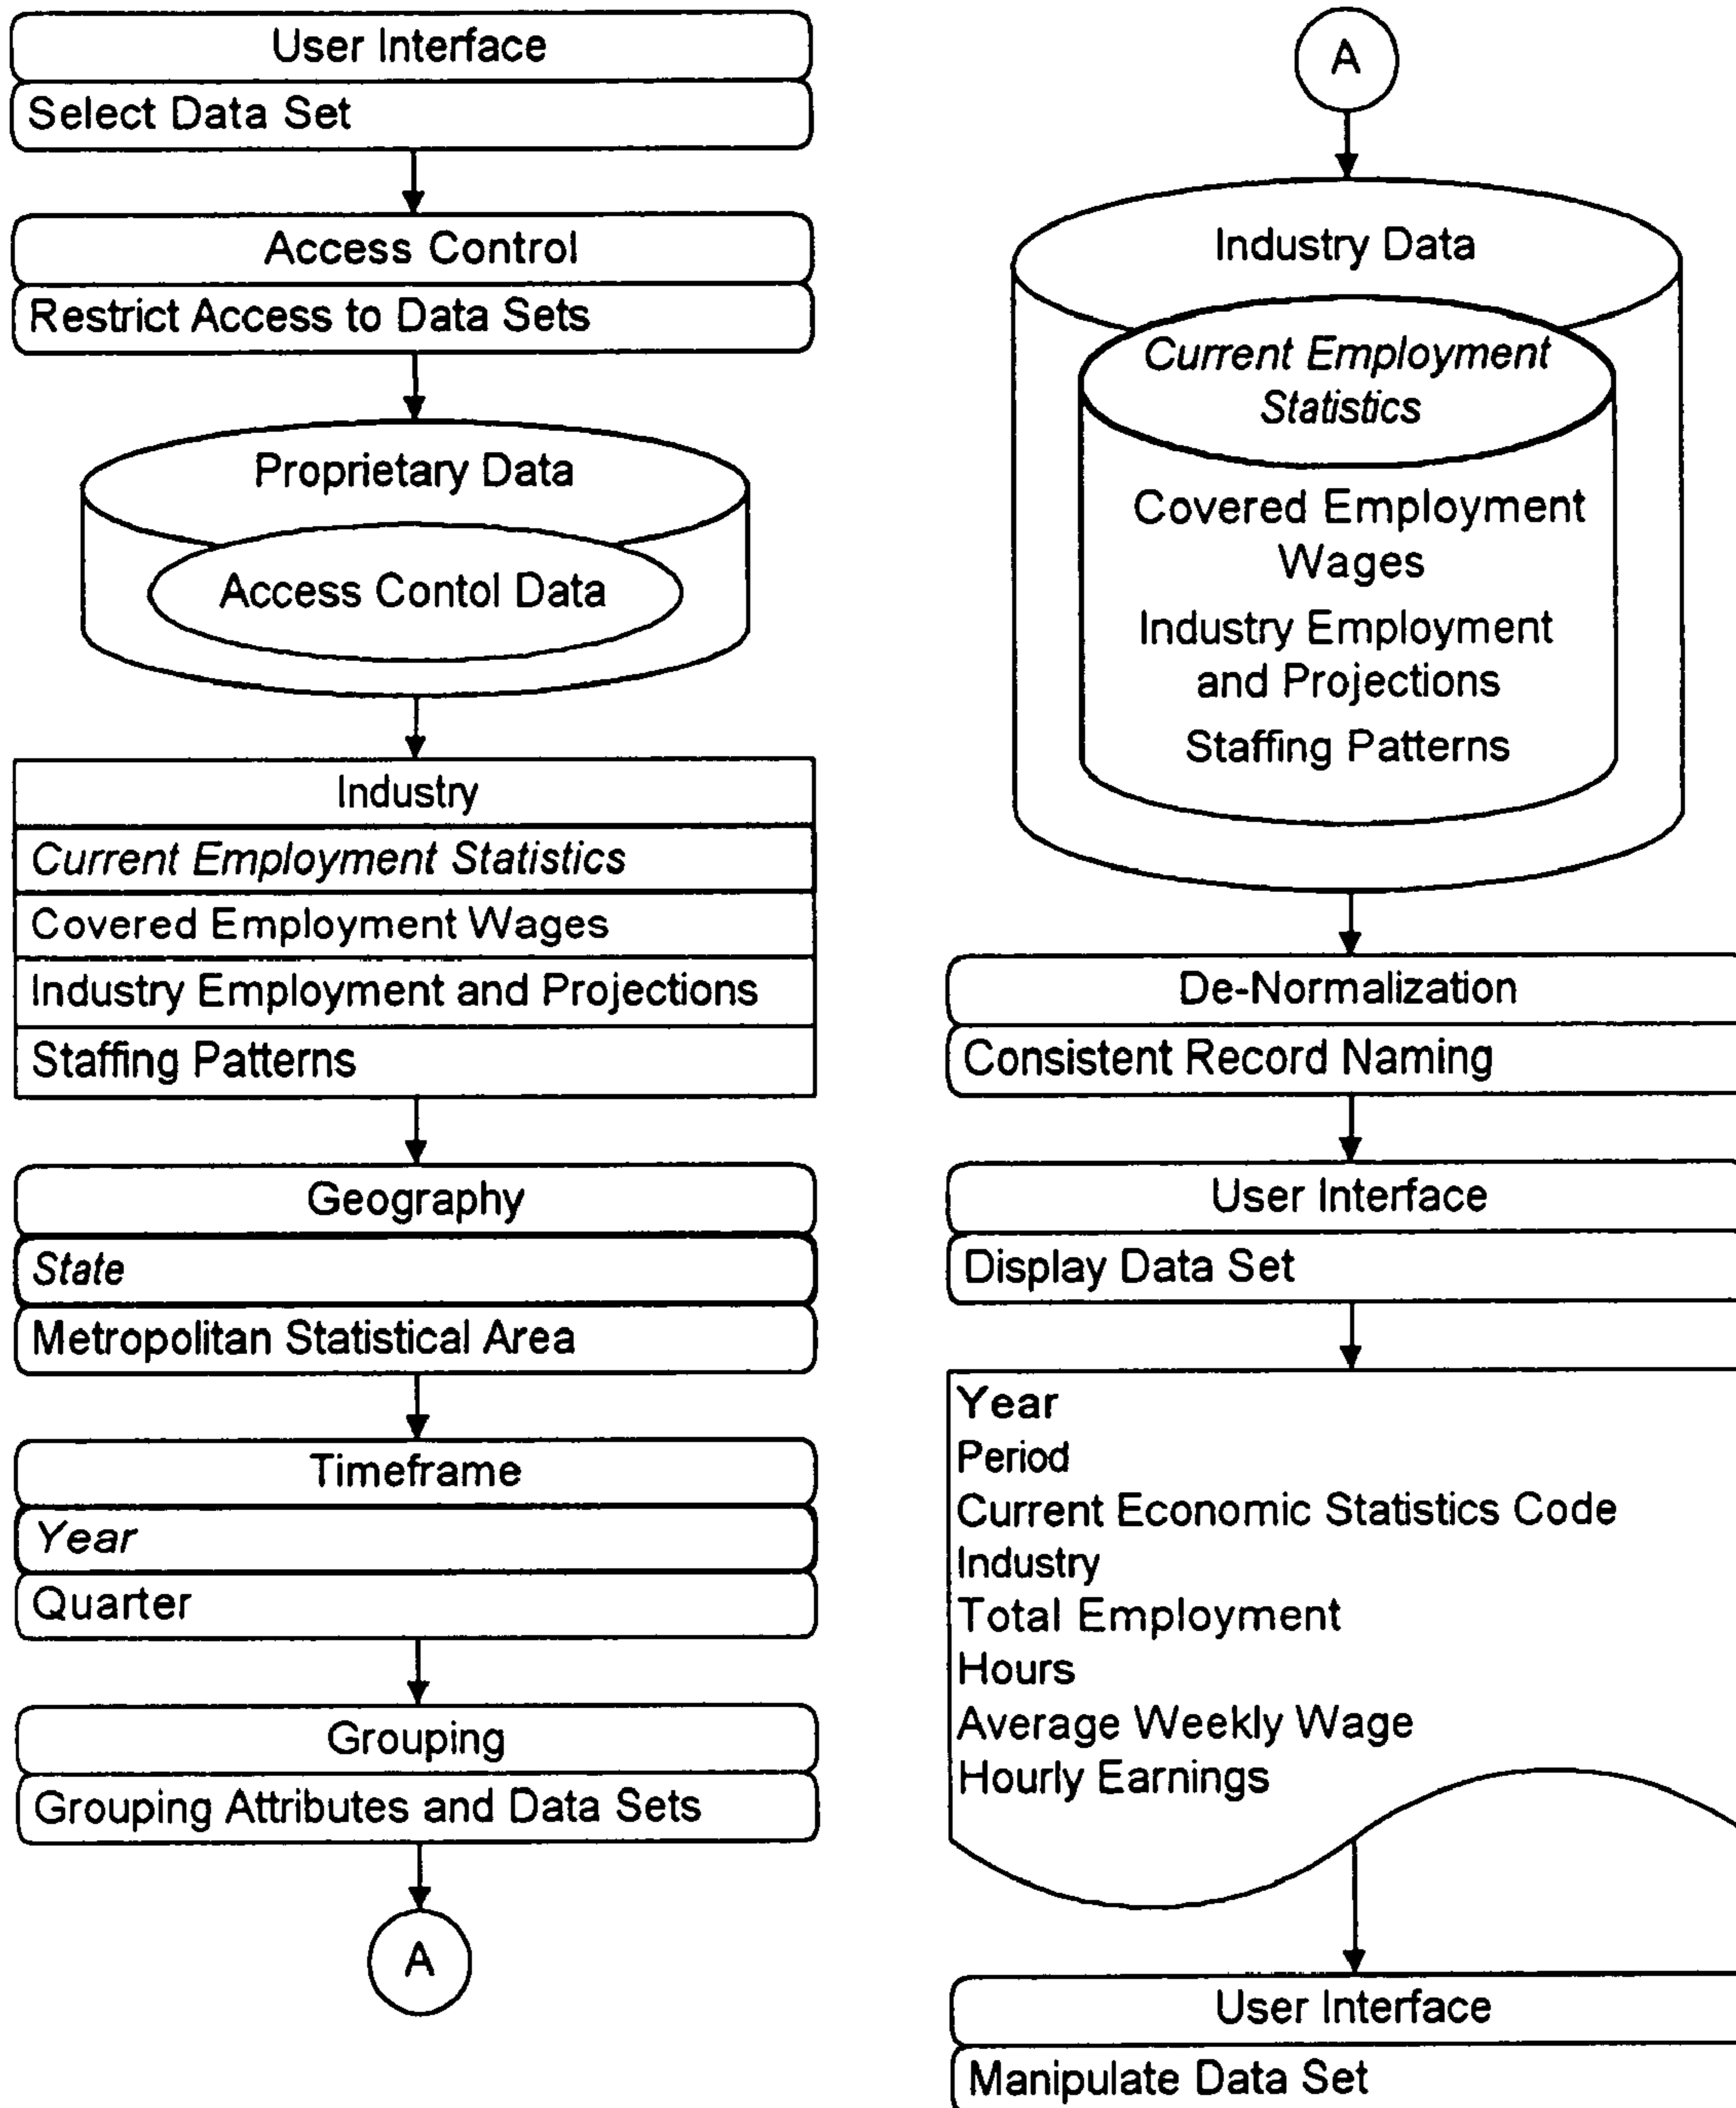 User Interface
Select Data Set
Access Control
Restrict Access to Data Sets
Proprietary Data
Access Contol Data
Industry
Current Employment Statistics
Covered Employment Wages
Industry Employment and Projections
Staffing Patterns
Geography
State
Metropolitan Statistical Area
Timeframe
Year
Quarter
Grouping
Grouping Attributes and Data Sets
A
A
Industry Data
Current Employment
Statistics
Covered Employment
Wages
Industry Employment
and Projections
Staffing Patterns
De-Normalization
Consistent Record Naming
User Interface
Display Data Set
Year
Period
Current Economic Statistics Code
Industry
Total Employment
Hours
Average Weekly Wage
Hourly Earnings
User Interface
Manipulate Data Set